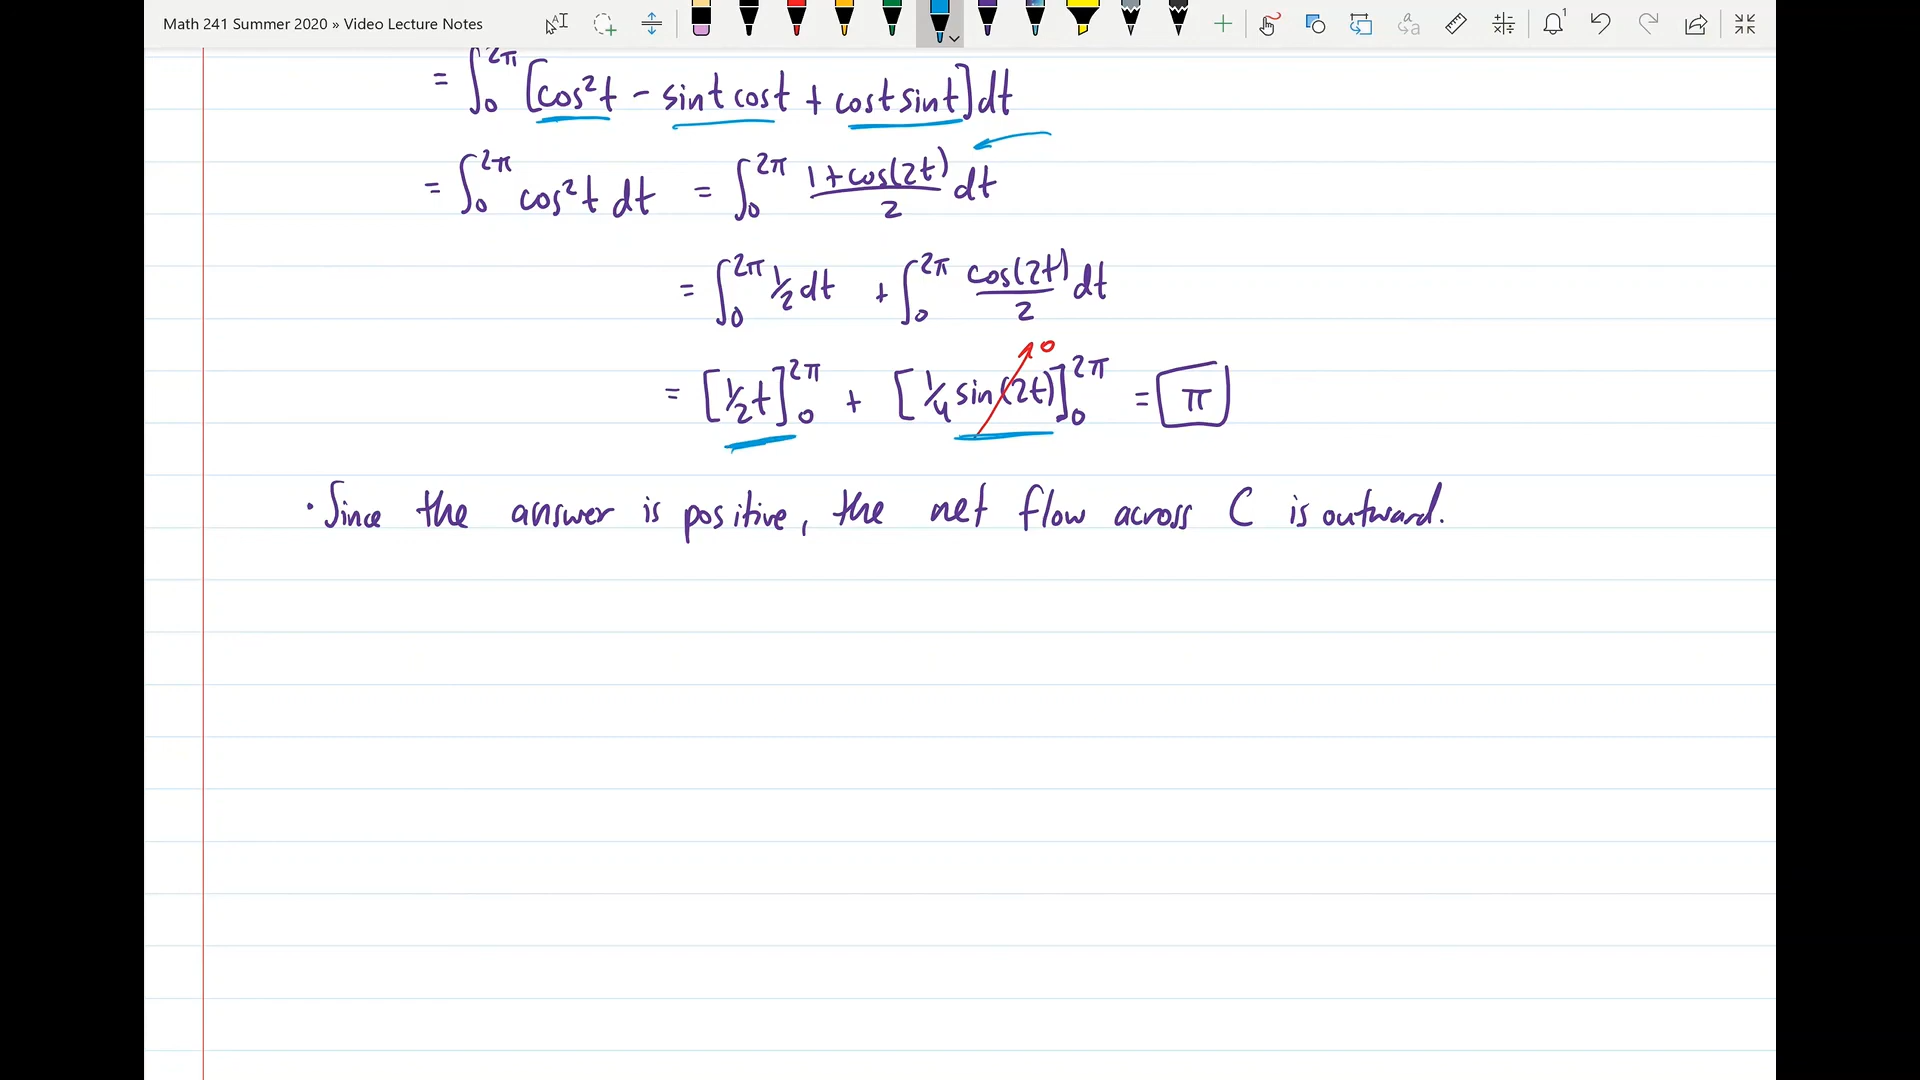 Math 241 Summer 2020 » Video Lecture Notes
= ∫₀^{2π} [cos²t - sint cost + cost sint] dt
= ∫₀^{2π} cos²t dt = ∫₀^{2π} (1+cos(2t))/2 dt
= ∫₀^{2π} ½ dt + ∫₀^{2π} cos(2t)/2 dt
0
= [½t]₀^{2π} + [¼ sin(2t)]₀^{2π} = π
· Since the answer is positive, the net flow across C is outward.